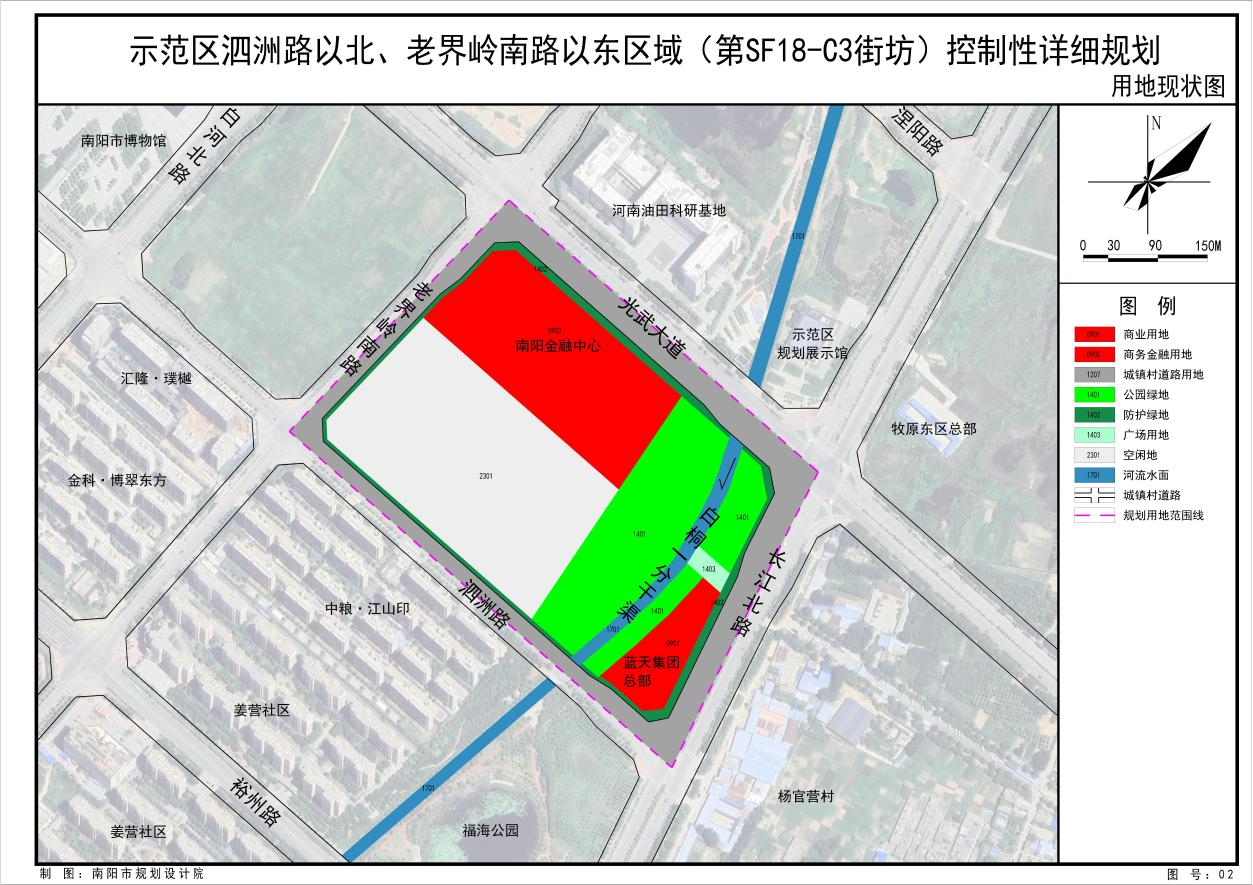 示范区泗洲路以北、老界岭南路以东区域（第SF18-C3街坊）控制性详细规划
用地现状图
南阳市博物馆
白河北路
涅阳路
河南油田科研基地
1701
老界岭南路
光武大道
1402
0902
南阳金融中心
示范区
规划展示馆
汇隆·璞樾
牧原东区总部
金科·博翠东方
2301
1401
1401
白桐一分干渠
1403
1402
长江北路
泗洲路
中粮·江山印
1401
1701
0901
蓝天集团
总部
姜营社区
1701
裕州路
杨官营村
姜营社区
福海公园
N
0 30 90 150M
图 例
0901 商业用地
0902 商务金融用地
1207 城镇村道路用地
1401 公园绿地
1402 防护绿地
1403 广场用地
2301 空闲地
1701 河流水面
城镇村道路
规划用地范围线
制 图：南阳市规划设计院
图 号：02